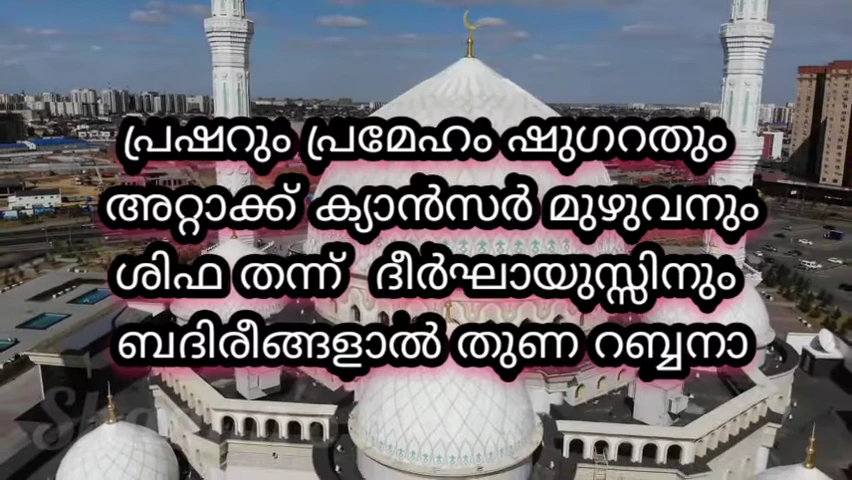 പ്രഷറും പ്രമേഹം ഷുഗറതും
അറ്റാക്ക് ക്യാൻസർ മുഴുവനും
ശിഫ തന്ന് ദീർഘായുസ്സിനും
ബദിരീങ്ങളാൽ തുണ റബ്ബനാ